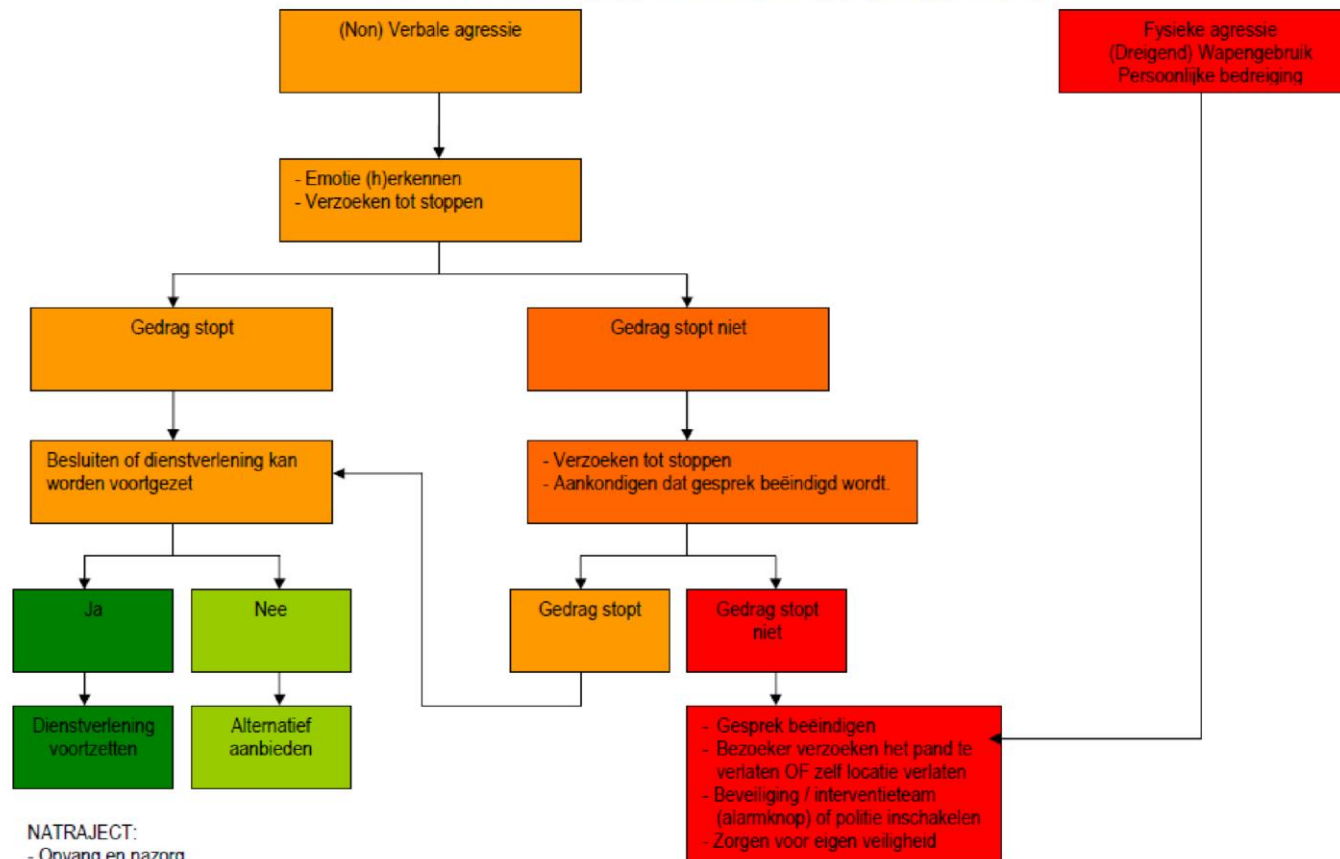 (Non) Verbale agressie
Fysieke agressie
(Dreigend) Wapengebruik
Persoonlijke bedreiging
- Emotie (h)erkennen
- Verzoeken tot stoppen
Gedrag stopt
Gedrag stopt niet
Besluiten of dienstverlening kan
worden voortgezet
- Verzoeken tot stoppen
- Aankondigen dat gesprek beëindigd wordt.
Ja
Nee
Gedrag stopt
Gedrag stopt
niet
Dienstverlening
voortzetten
Alternatief
aanbieden
- Gesprek beëindigen
- Bezoeker verzoeken het pand te
verlaten OF zelf locatie verlaten
- Beveiliging / interventieteam
(alarmknop) of politie inschakelen
- Zorgen voor eigen veiligheid
NATRAJECT:
- Opvang en nazorg